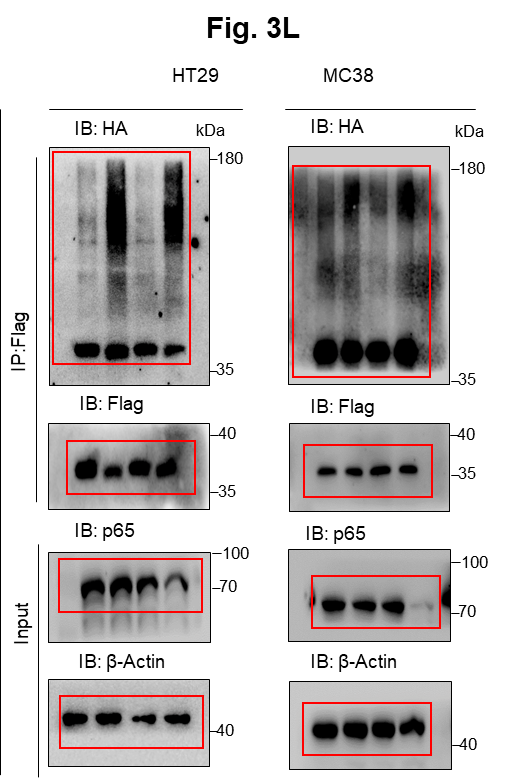 Fig. 3L
HT29 MC38
IB: HA kDa IB: HA kDa
180 180
IP:Flag
35 35
IB: Flag IB: Flag
40 40
35 35
IB: p65 IB: p65
100 100
70 70
Input
IB: β-Actin IB: β-Actin
40 40